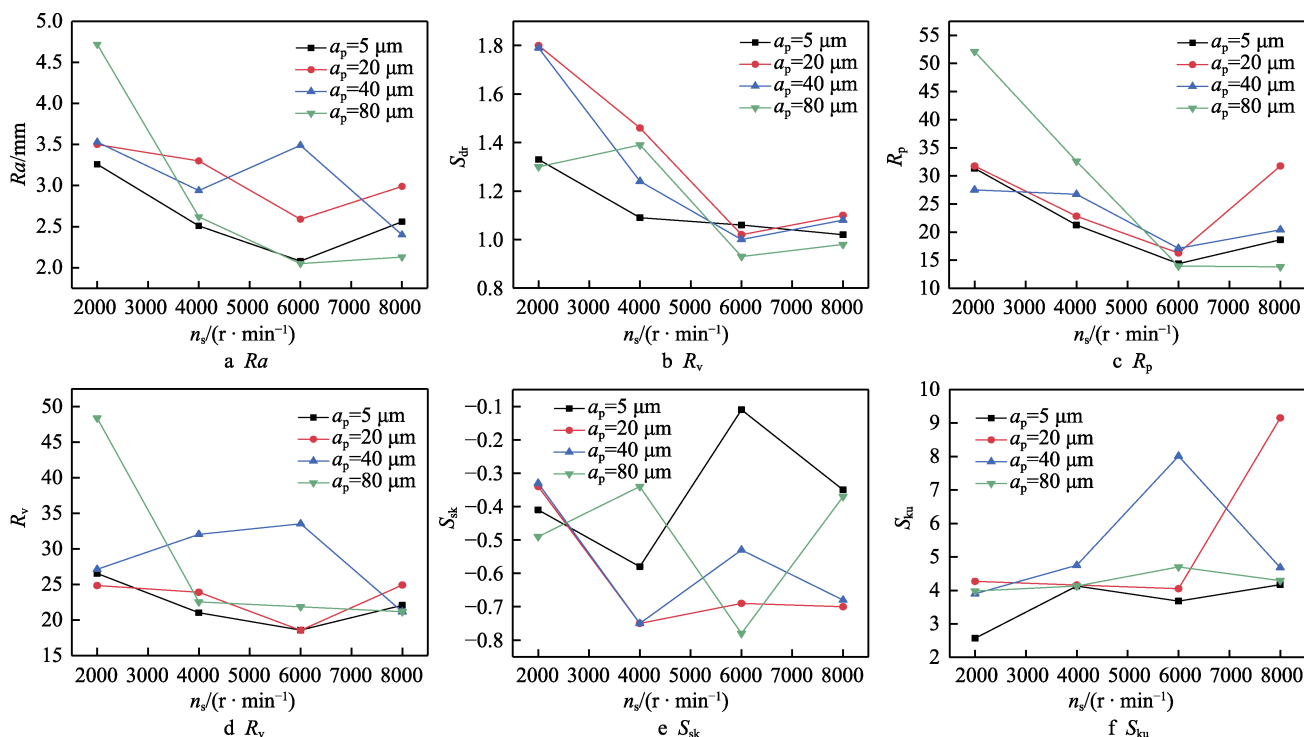 5.0
4.5
4.0
3.5
3.0
2.5
2.0
Ra/mm
aₚ=5 μm
aₚ=20 μm
aₚ=40 μm
aₚ=80 μm
2000 3000 4000 5000 6000 7000 8000
nₛ/(r · min⁻¹)
a Ra
1.8
1.6
1.4
1.2
1.0
0.8
S_dr
aₚ=5 μm
aₚ=20 μm
aₚ=40 μm
aₚ=80 μm
2000 3000 4000 5000 6000 7000 8000
nₛ/(r · min⁻¹)
b Rᵥ
55
50
45
40
35
30
25
20
15
10
Rₚ
aₚ=5 μm
aₚ=20 μm
aₚ=40 μm
aₚ=80 μm
2000 3000 4000 5000 6000 7000 8000
nₛ/(r · min⁻¹)
c Rₚ
50
45
40
35
30
25
20
15
Rᵥ
aₚ=5 μm
aₚ=20 μm
aₚ=40 μm
aₚ=80 μm
2000 3000 4000 5000 6000 7000 8000
nₛ/(r · min⁻¹)
d Rᵥ
−0.1
−0.2
−0.3
−0.4
−0.5
−0.6
−0.7
−0.8
Sₛₖ
aₚ=5 μm
aₚ=20 μm
aₚ=40 μm
aₚ=80 μm
2000 3000 4000 5000 6000 7000 8000
nₛ/(r · min⁻¹)
e Sₛₖ
10
9
8
7
6
5
4
3
2
Sₖᵤ
aₚ=5 μm
aₚ=20 μm
aₚ=40 μm
aₚ=80 μm
2000 3000 4000 5000 6000 7000 8000
nₛ/(r · min⁻¹)
f Sₖᵤ